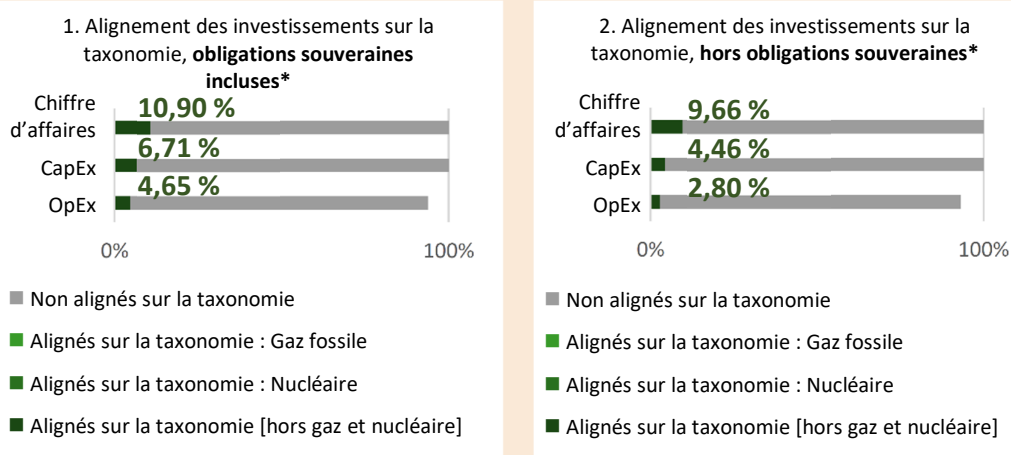 1. Alignement des investissements sur la
taxonomie, obligations souveraines
incluses*
Chiffre
d’affaires
10,90 %
CapEx
6,71 %
OpEx
4,65 %
0%
100%
Non alignés sur la taxonomie
Alignés sur la taxonomie : Gaz fossile
Alignés sur la taxonomie : Nucléaire
Alignés sur la taxonomie [hors gaz et nucléaire]
2. Alignement des investissements sur la
taxonomie, hors obligations souveraines*
Chiffre
d’affaires
9,66 %
CapEx
4,46 %
OpEx
2,80 %
0%
100%
Non alignés sur la taxonomie
Alignés sur la taxonomie : Gaz fossile
Alignés sur la taxonomie : Nucléaire
Alignés sur la taxonomie [hors gaz et nucléaire]